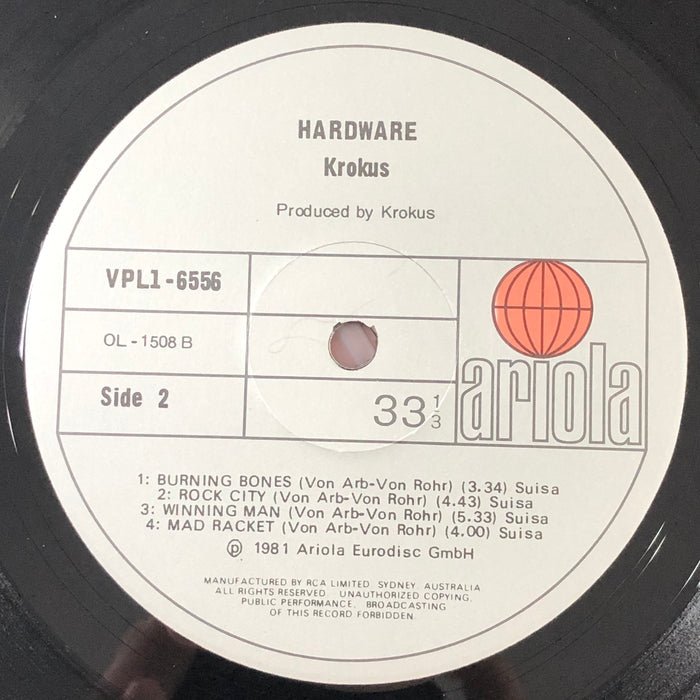 HARDWARE
Krokus
Produced by Krokus
VPL1-6556
OL-1508 B
Side 2
33 1/3
ariola
1: BURNING BONES (Von Arb-Von Rohr) (3.34) Suisa
2: ROCK CITY (Von Arb-Von Rohr) (4.43) Suisa
3: WINNING MAN (Von Arb-Von Rohr) (5.33) Suisa
4: MAD RACKET (Von Arb-Von Rohr) (4.00) Suisa
℗ 1981 Ariola Eurodisc GmbH
MANUFACTURED BY RCA LIMITED, SYDNEY, AUSTRALIA
ALL RIGHTS RESERVED. UNAUTHORIZED COPYING,
PUBLIC PERFORMANCE, BROADCASTING
OF THIS RECORD FORBIDDEN.